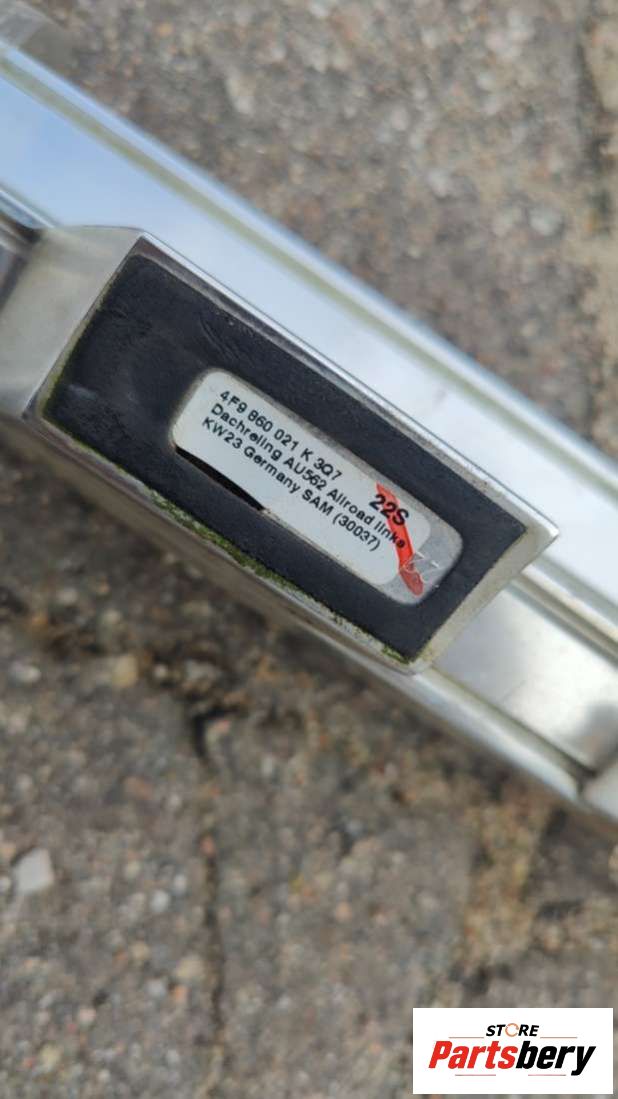 4F9 860 021 K 3Q7
Dachreling AU562 Allroad links
KW23 Germany SAM (30037)
22S
STORE
Partsbery